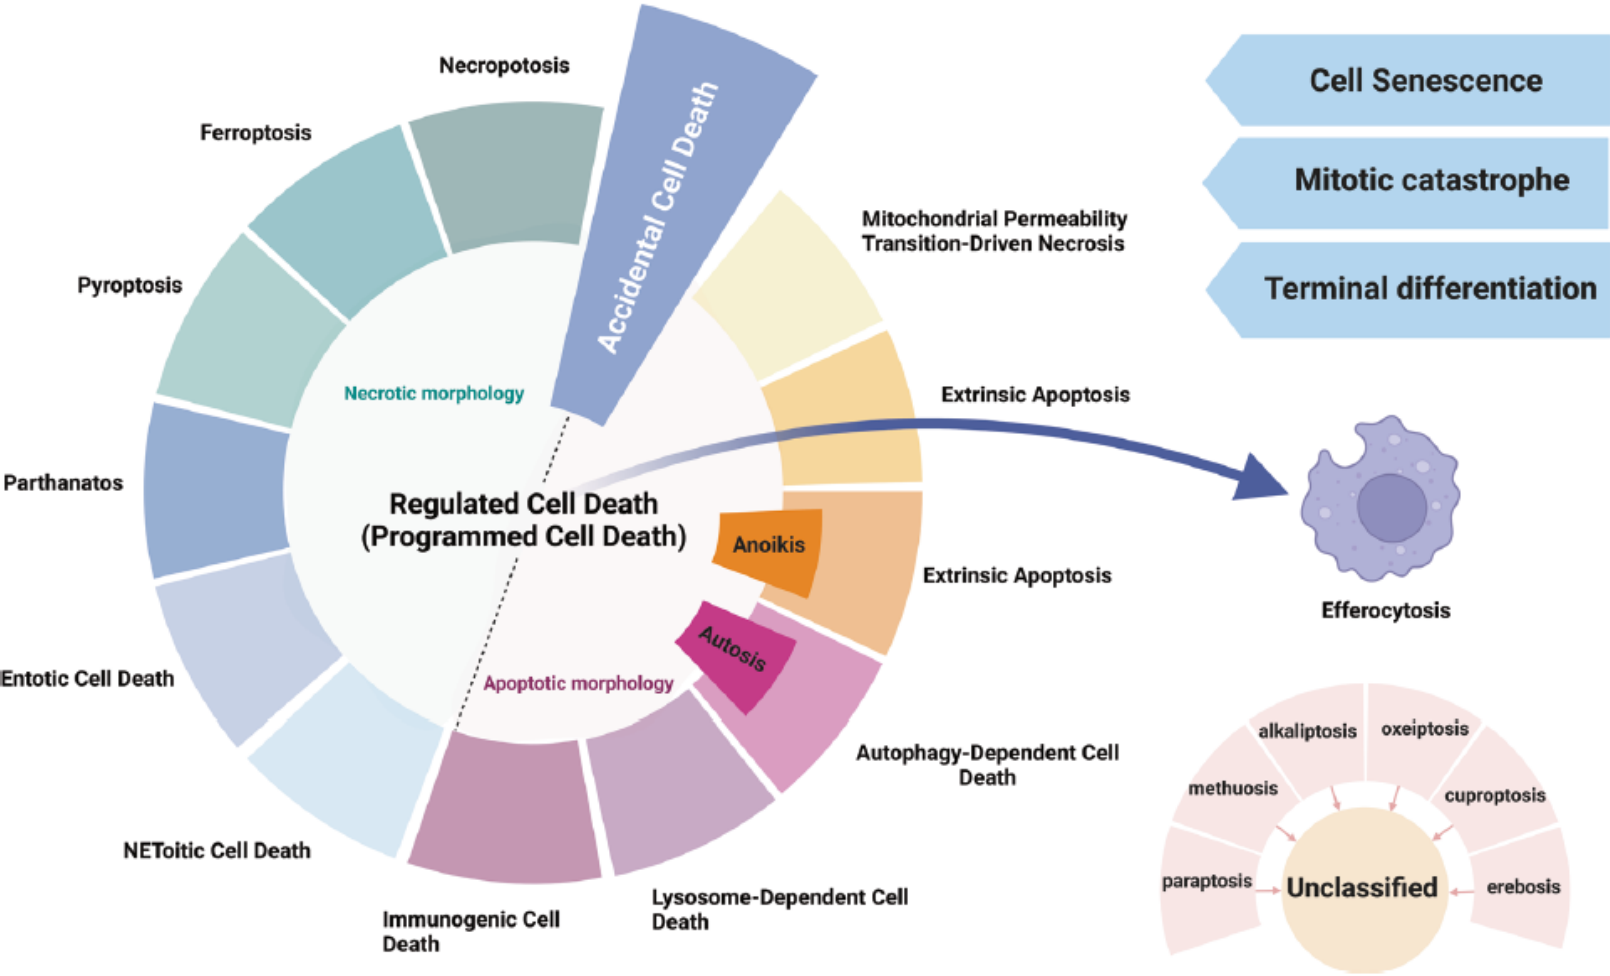 Necropotosis
Ferroptosis
Pyroptosis
Parthanatos
Entotic Cell Death
NEToitic Cell Death
Immunogenic Cell
Death
Lysosome-Dependent Cell
Death
Autophagy-Dependent Cell
Death
Extrinsic Apoptosis
Extrinsic Apoptosis
Mitochondrial Permeability
Transition-Driven Necrosis
Accidental Cell Death
Necrotic morphology
Regulated Cell Death
(Programmed Cell Death)
Apoptotic morphology
Anoikis
Autosis
Cell Senescence
Mitotic catastrophe
Terminal differentiation
Efferocytosis
paraptosis
methuosis
alkaliptosis
oxeiptosis
cuproptosis
erebosis
Unclassified